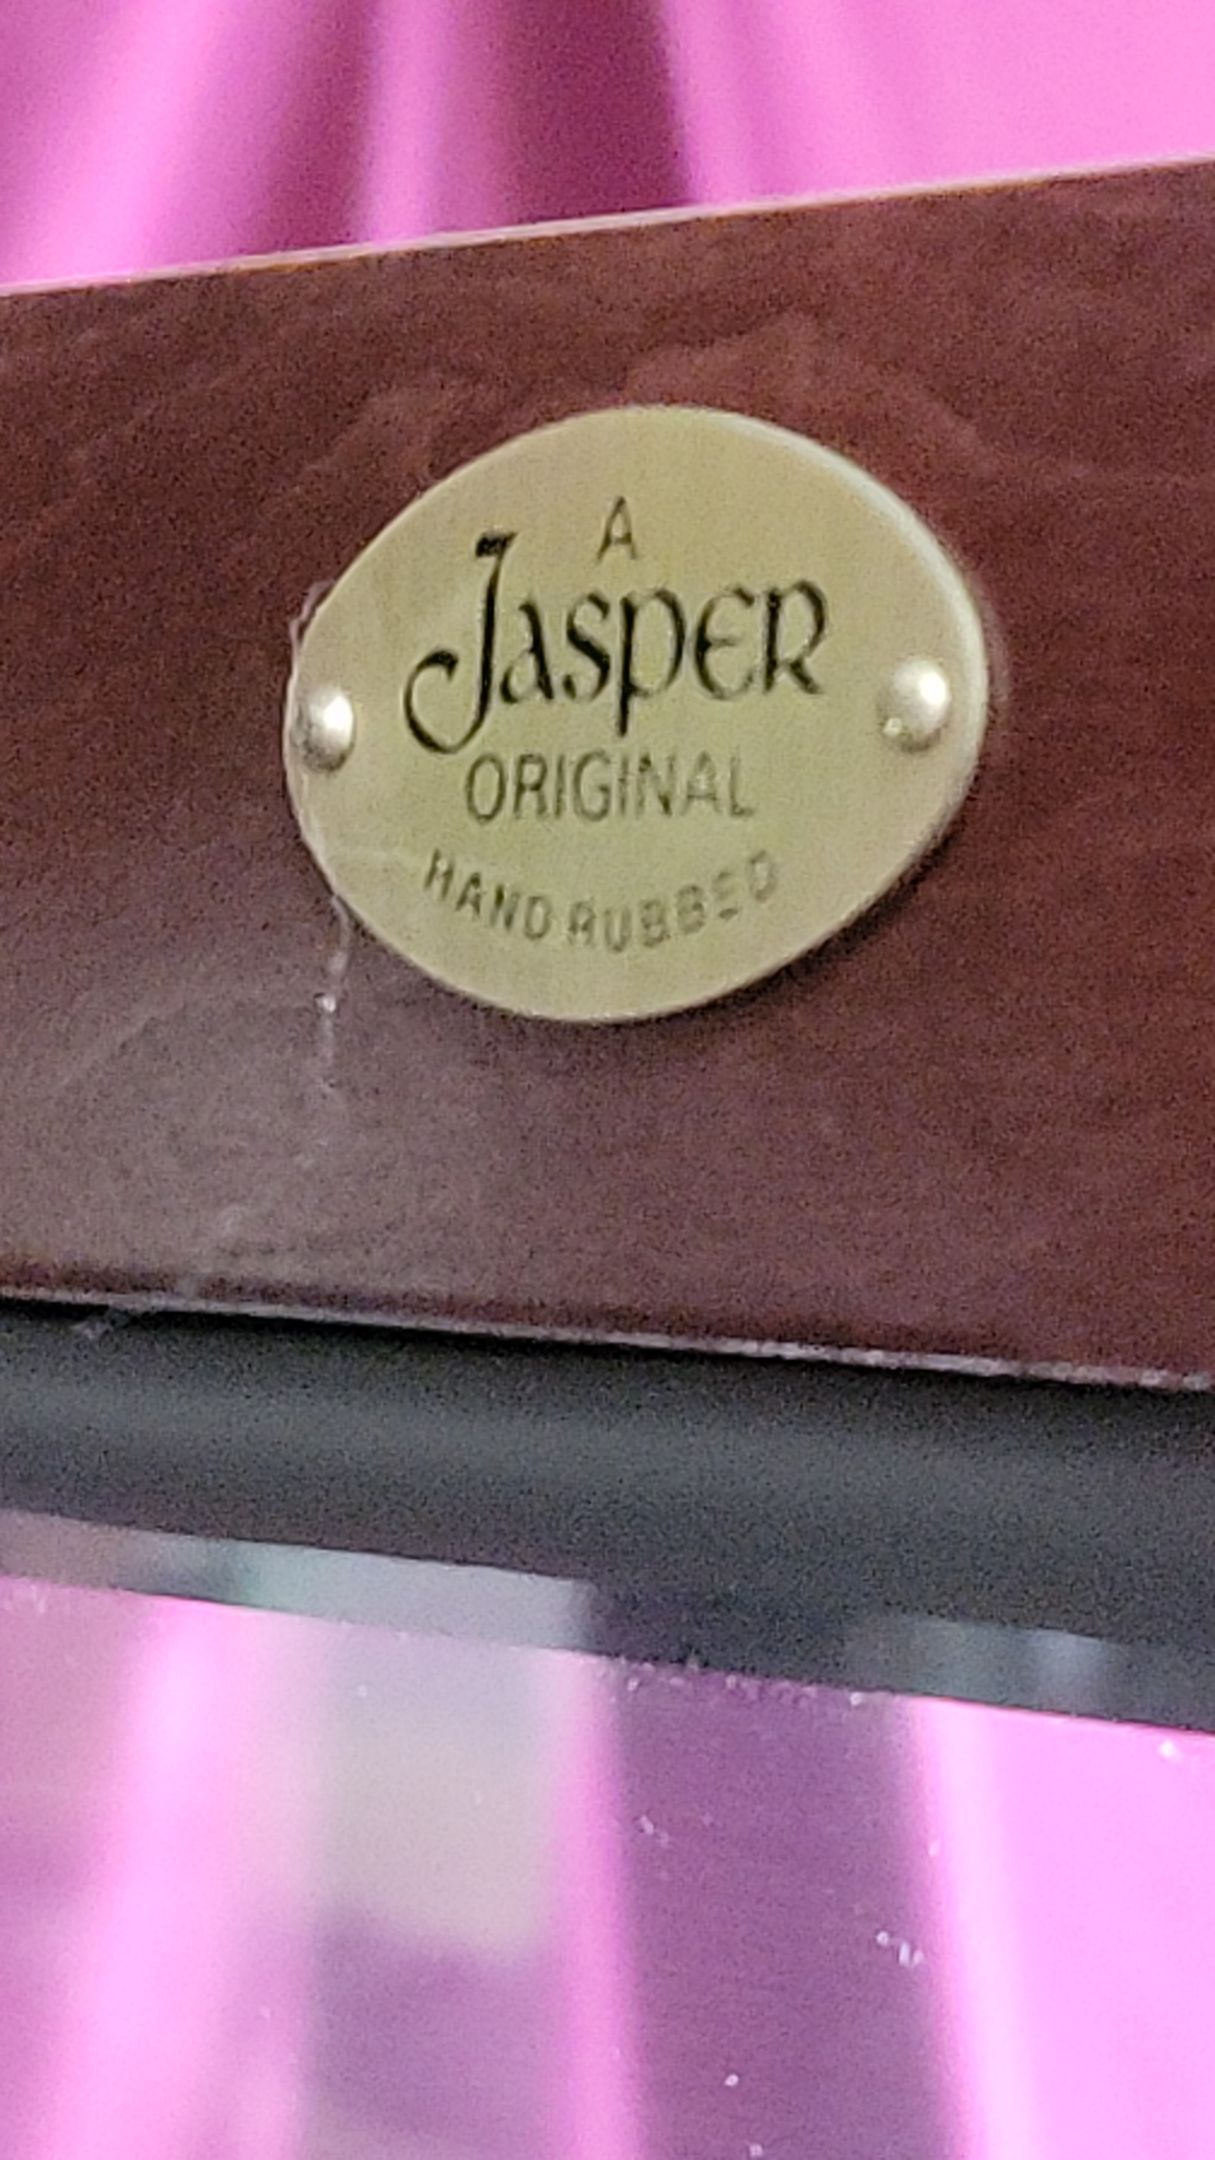 A
JASPER
ORIGINAL
HAND RUBBED